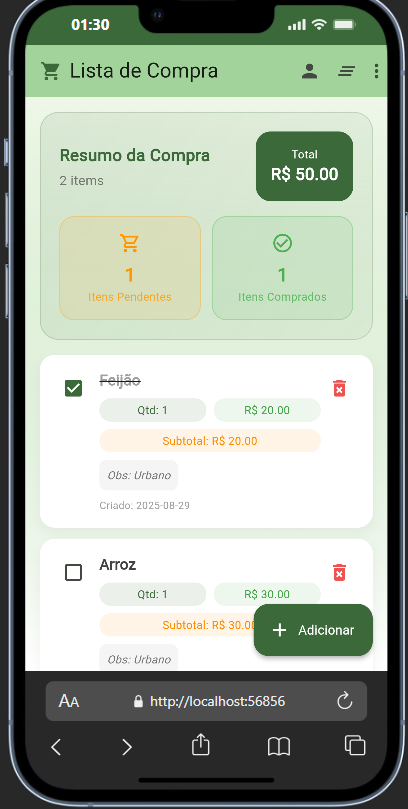 01:30
Lista de Compra
Resumo da Compra
2 items
Total
R$ 50.00
1
Itens Pendentes
1
Itens Comprados
Feijão
Qtd: 1
R$ 20.00
Subtotal: R$ 20.00
Obs: Urbano
Criado: 2025-08-29
Arroz
Qtd: 1
R$ 30.00
Subtotal: R$ 30.0
Obs: Urbano
+ Adicionar
AA
http://localhost:56856